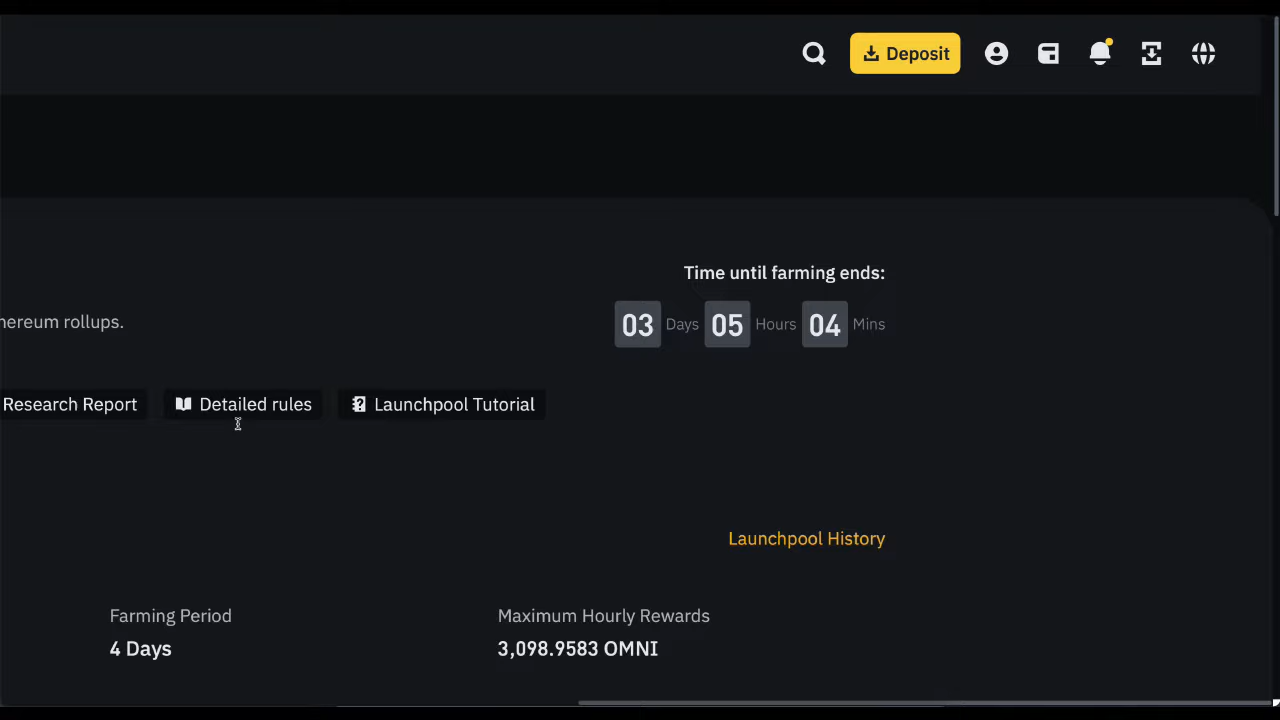 Deposit
Time until farming ends:
03 Days 05 Hours 04 Mins
hereum rollups.
Research Report Detailed rules Launchpool Tutorial
Launchpool History
Farming Period Maximum Hourly Rewards
4 Days 3,098.9583 OMNI